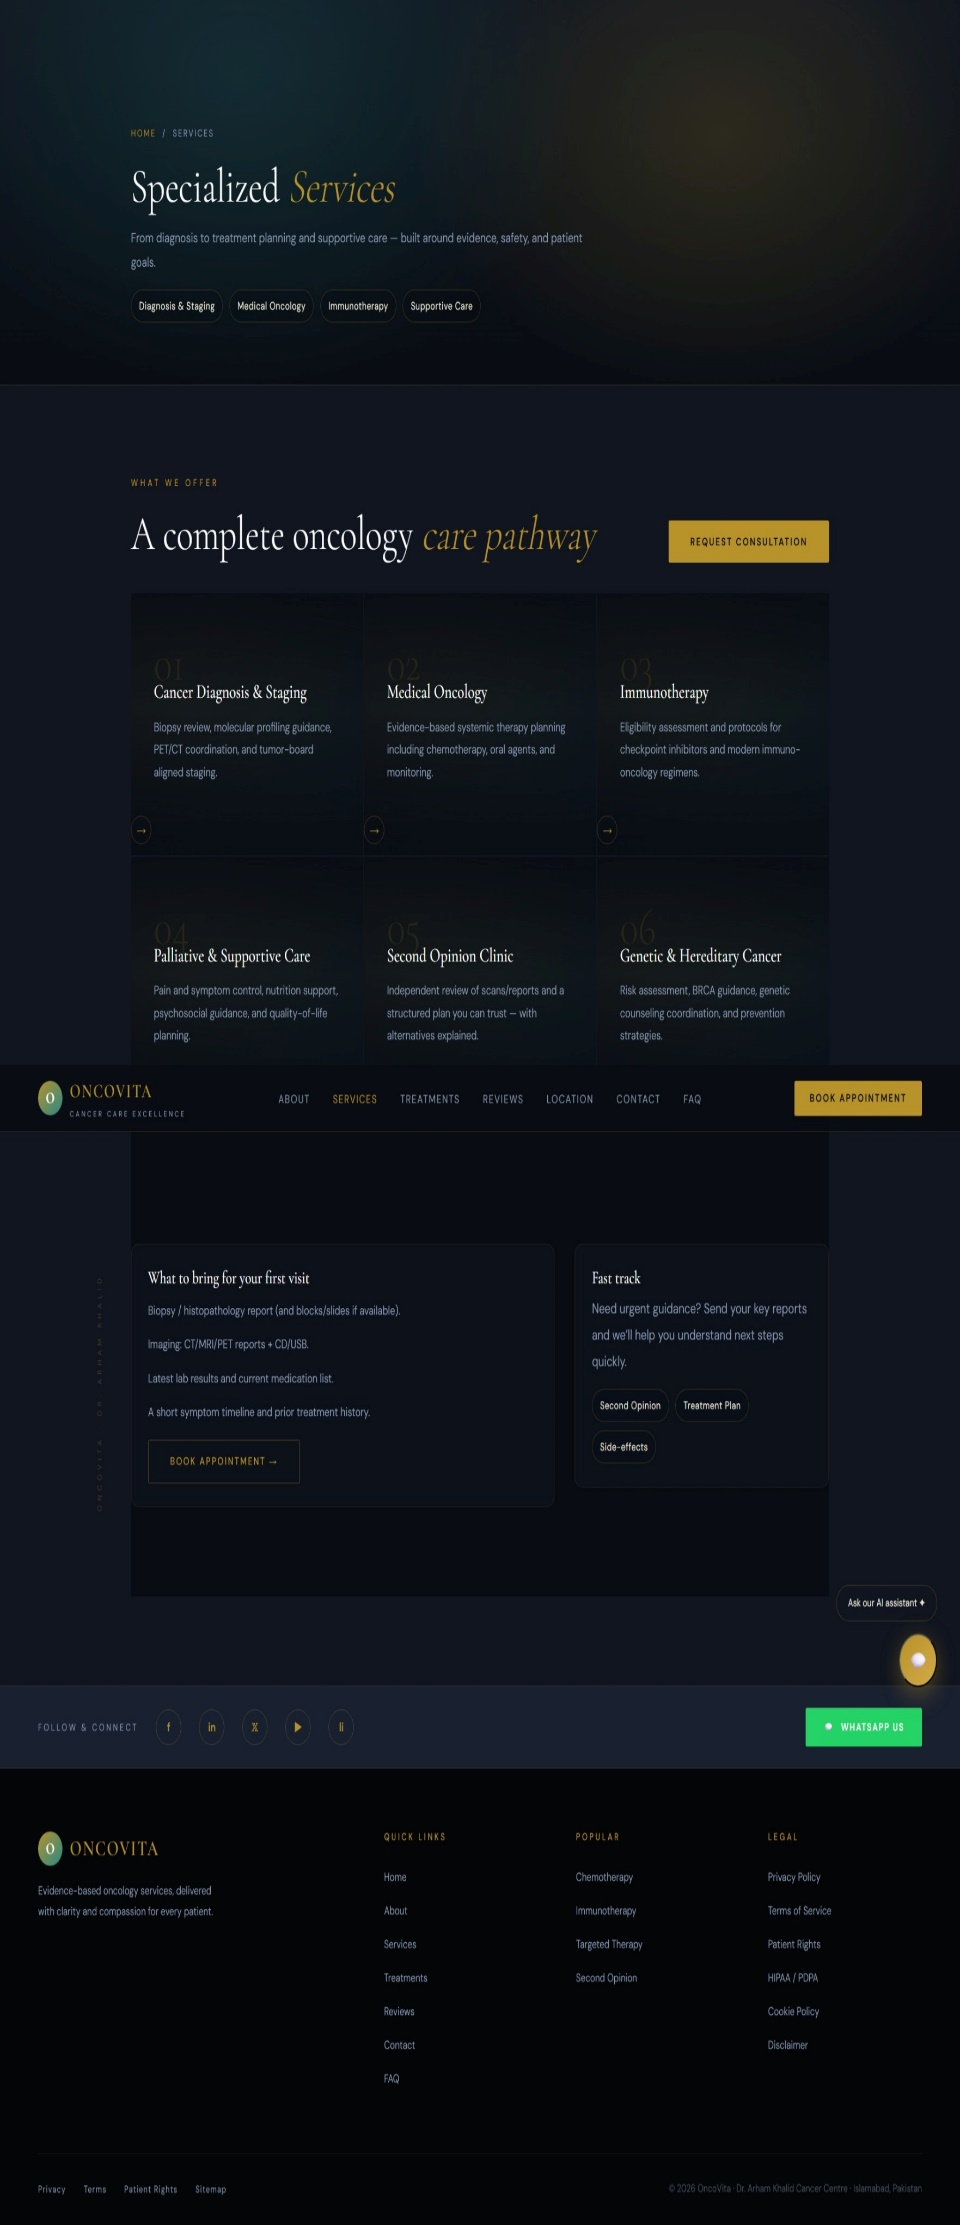 HOME / SERVICES
Specialized Services
From diagnosis to treatment planning and supportive care — built around evidence, safety, and patient
goals.
Diagnosis & Staging
Medical Oncology
Immunotherapy
Supportive Care
WHAT WE OFFER
A complete oncology care pathway
REQUEST CONSULTATION
01
Cancer Diagnosis & Staging
Biopsy review, molecular profiling guidance,
PET/CT coordination, and tumor-board
aligned staging.
→
02
Medical Oncology
Evidence-based systemic therapy planning
including chemotherapy, oral agents, and
monitoring.
→
03
Immunotherapy
Eligibility assessment and protocols for
checkpoint inhibitors and modern immuno-
oncology regimens.
→
04
Palliative & Supportive Care
Pain and symptom control, nutrition support,
psychosocial guidance, and quality-of-life
planning.
05
Second Opinion Clinic
Independent review of scans/reports and a
structured plan you can trust — with
alternatives explained.
06
Genetic & Hereditary Cancer
Risk assessment, BRCA guidance, genetic
counseling coordination, and prevention
strategies.
O
ONCOVITA
CANCER CARE EXCELLENCE
ABOUT
SERVICES
TREATMENTS
REVIEWS
LOCATION
CONTACT
FAQ
BOOK APPOINTMENT
ONCOVITA DR. ARHAM KHALID
What to bring for your first visit
Biopsy / histopathology report (and blocks/slides if available).
Imaging: CT/MRI/PET reports + CD/USB.
Latest lab results and current medication list.
A short symptom timeline and prior treatment history.
BOOK APPOINTMENT →
Fast track
Need urgent guidance? Send your key reports
and we'll help you understand next steps
quickly.
Second Opinion
Treatment Plan
Side-effects
Ask our AI assistant ✦
FOLLOW & CONNECT
f
in
𝕏
▶
li
WHATSAPP US
O
ONCOVITA
Evidence-based oncology services, delivered
with clarity and compassion for every patient.
QUICK LINKS
Home
About
Services
Treatments
Reviews
Contact
FAQ
POPULAR
Chemotherapy
Immunotherapy
Targeted Therapy
Second Opinion
LEGAL
Privacy Policy
Terms of Service
Patient Rights
HIPAA / PDPA
Cookie Policy
Disclaimer
Privacy
Terms
Patient Rights
Sitemap
© 2026 OncoVita · Dr. Arham Khalid Cancer Centre · Islamabad, Pakistan